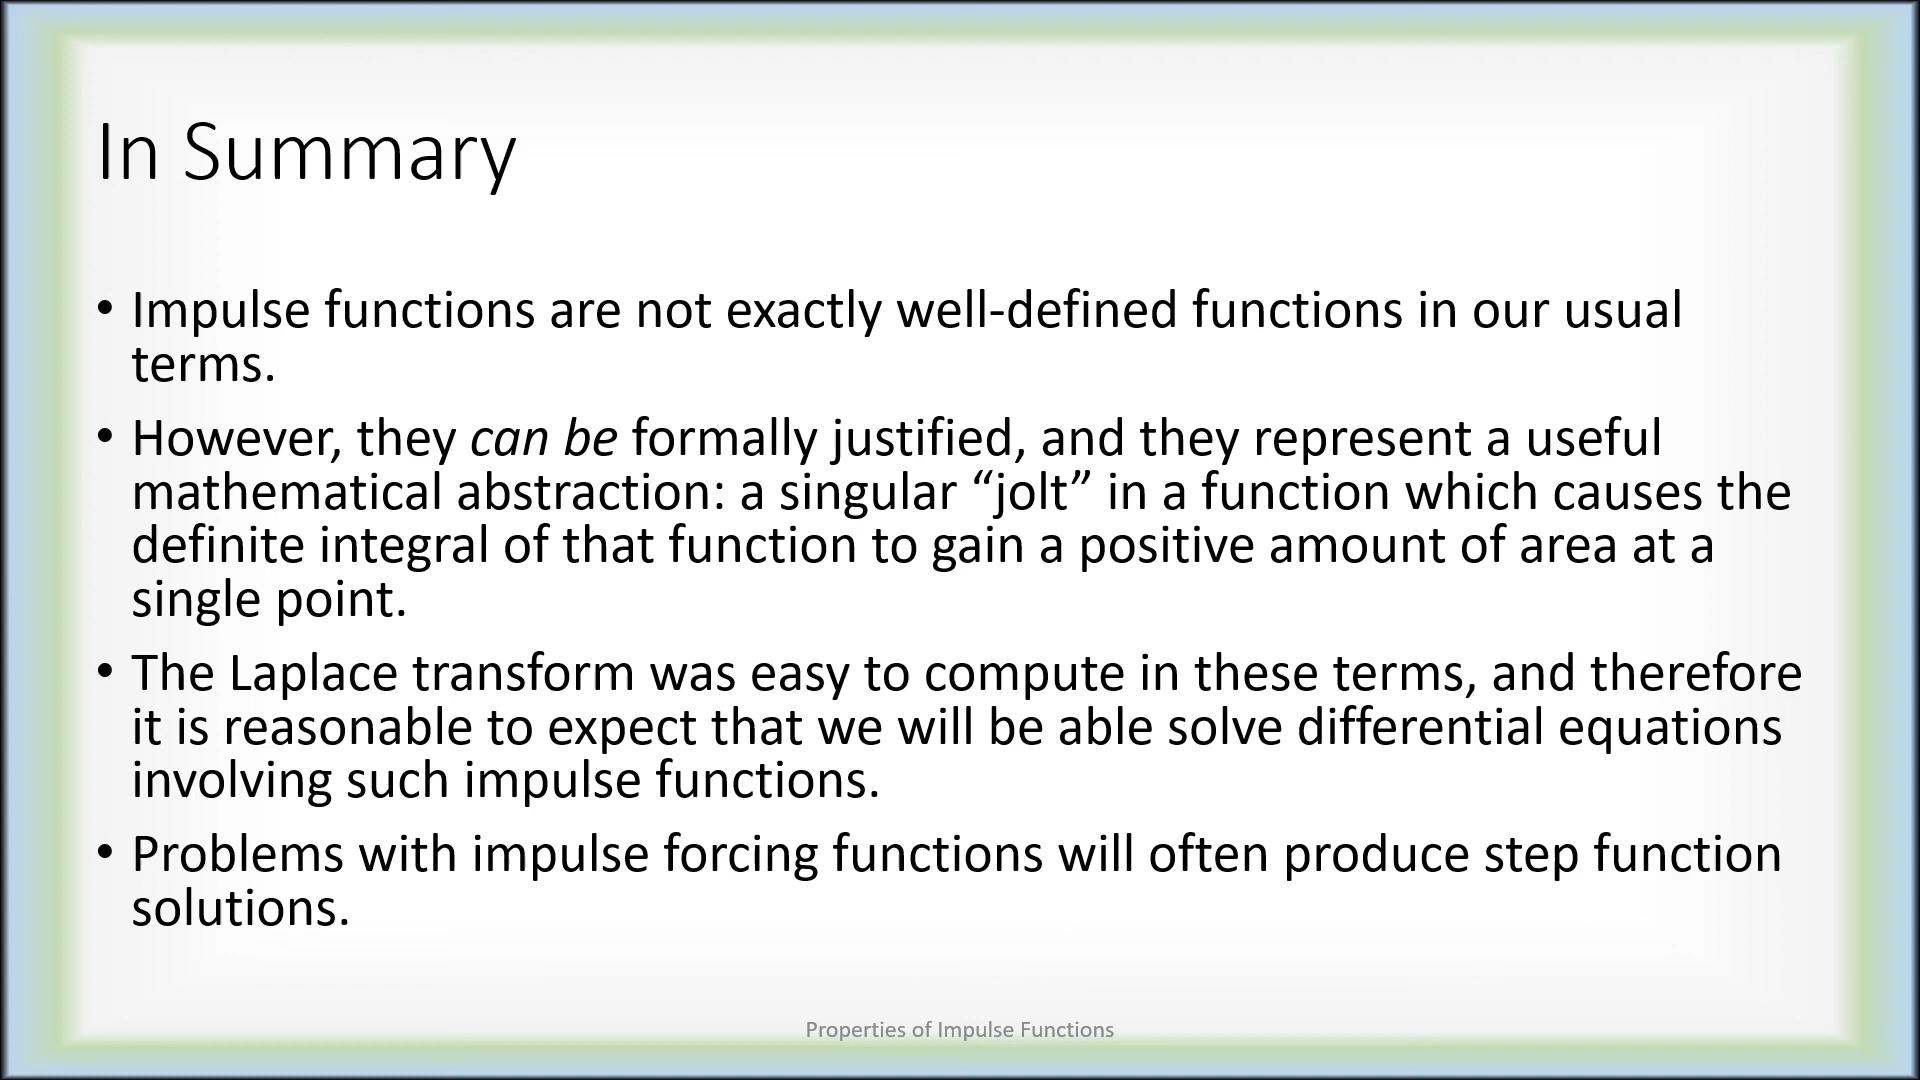 In Summary
• Impulse functions are not exactly well-defined functions in our usual
terms.
• However, they can be formally justified, and they represent a useful
mathematical abstraction: a singular “jolt” in a function which causes the
definite integral of that function to gain a positive amount of area at a
single point.
• The Laplace transform was easy to compute in these terms, and therefore
it is reasonable to expect that we will be able solve differential equations
involving such impulse functions.
• Problems with impulse forcing functions will often produce step function
solutions.
Properties of Impulse Functions